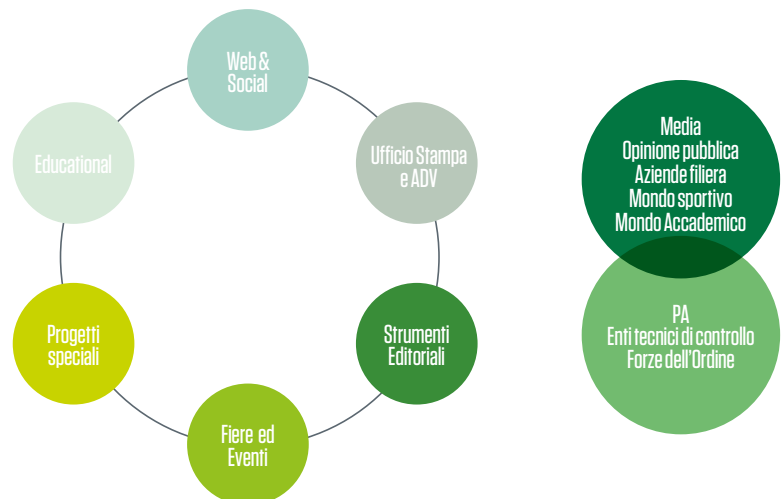 Web &
Social
Ufficio Stampa
e ADV
Strumenti
Editoriali
Fiere ed
Eventi
Progetti
speciali
Educational
Media
Opinione pubblica
Aziende filiera
Mondo sportivo
Mondo Accademico
PA
Enti tecnici di controllo
Forze dell'Ordine